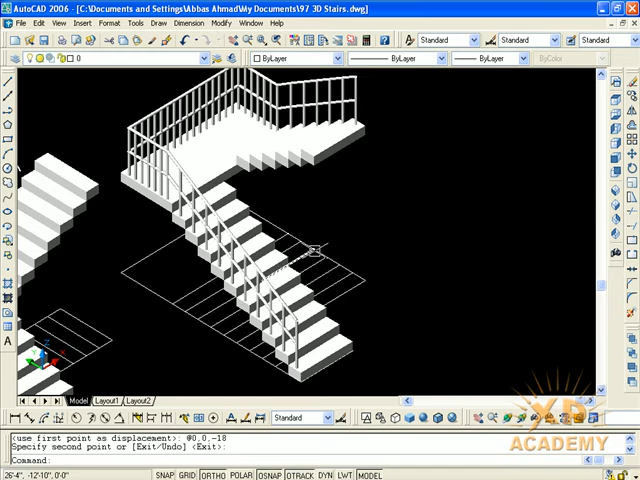 AutoCAD 2006 - [C:\Documents and Settings\Abbas Ahmad\My Documents\97 3D Stairs.dwg]
File Edit View Insert Format Tools Draw Dimension Modify Window Help
Standard Standard Standard
0 ByLayer ByLayer ByLayer ByColor
Z
Y X
Model Layout1 Layout2
Standard
ACADEMY
(use first point as displacement): @0,0,-18
Specify second point or [Exit/Undo] <Exit>:
Command:
26'-4", -12'-10", 0'-0" SNAP GRID ORTHO POLAR OSNAP OTRACK DYN LWT MODEL